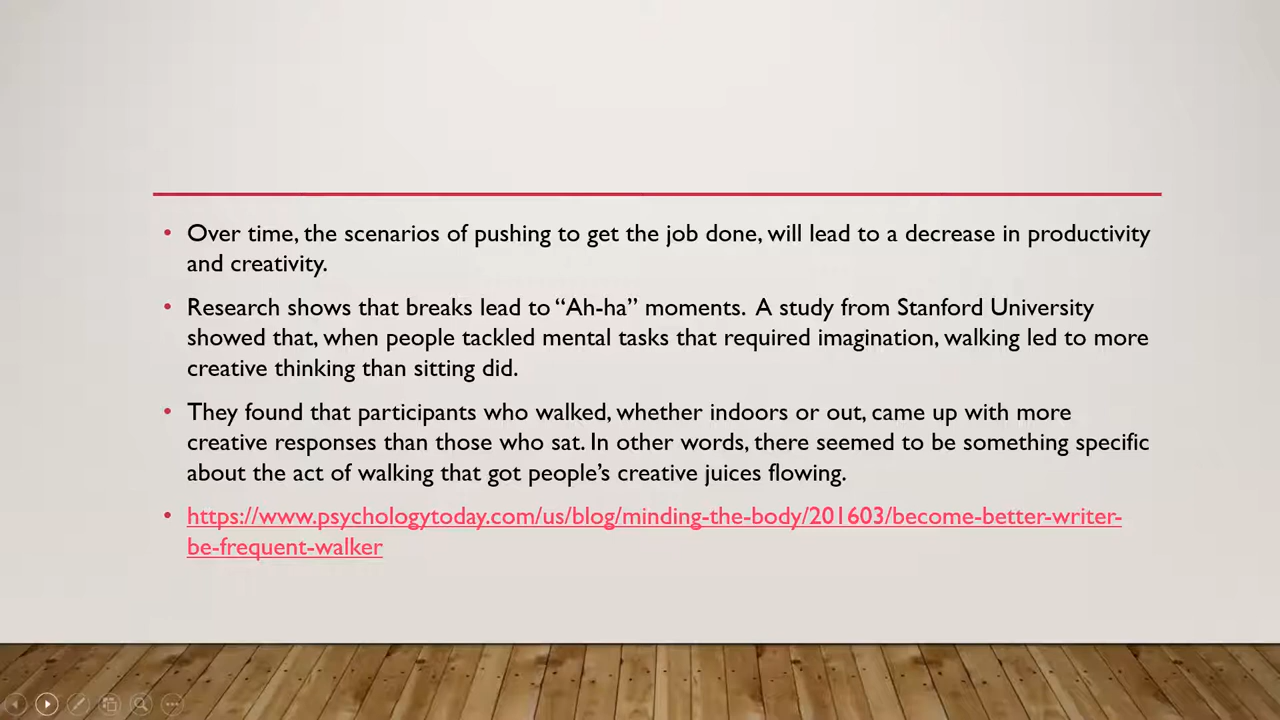 • Over time, the scenarios of pushing to get the job done, will lead to a decrease in productivity
and creativity.
• Research shows that breaks lead to “Ah-ha” moments.  A study from Stanford University
showed that, when people tackled mental tasks that required imagination, walking led to more
creative thinking than sitting did.
• They found that participants who walked, whether indoors or out, came up with more
creative responses than those who sat. In other words, there seemed to be something specific
about the act of walking that got people’s creative juices flowing.
• https://www.psychologytoday.com/us/blog/minding-the-body/201603/become-better-writer-
be-frequent-walker